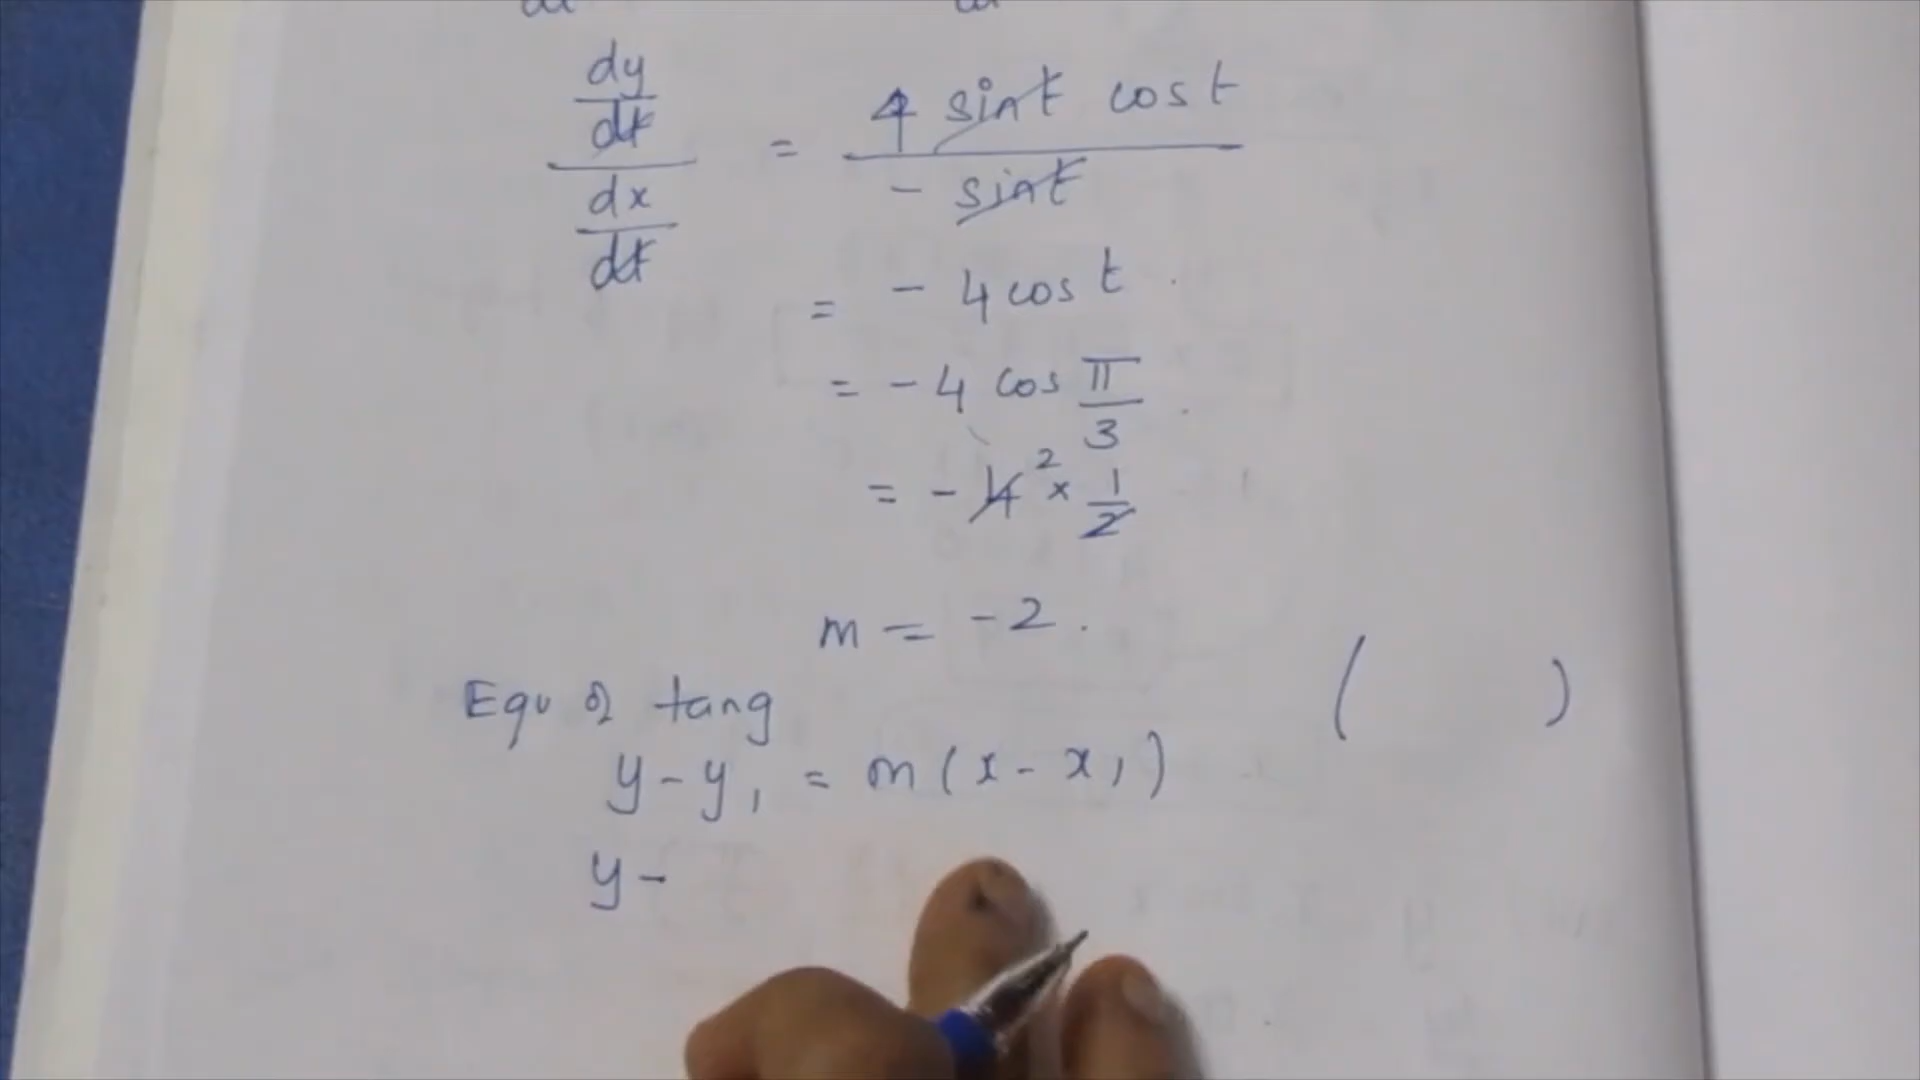 dy/dt / dx/dt = 4 sint cost / - sint
= - 4 cos t
= - 4 cos π/3
= - 4 2 × 1/2
m = -2.
Equ of tang ( )
y - y₁ = m(x - x₁)
y -